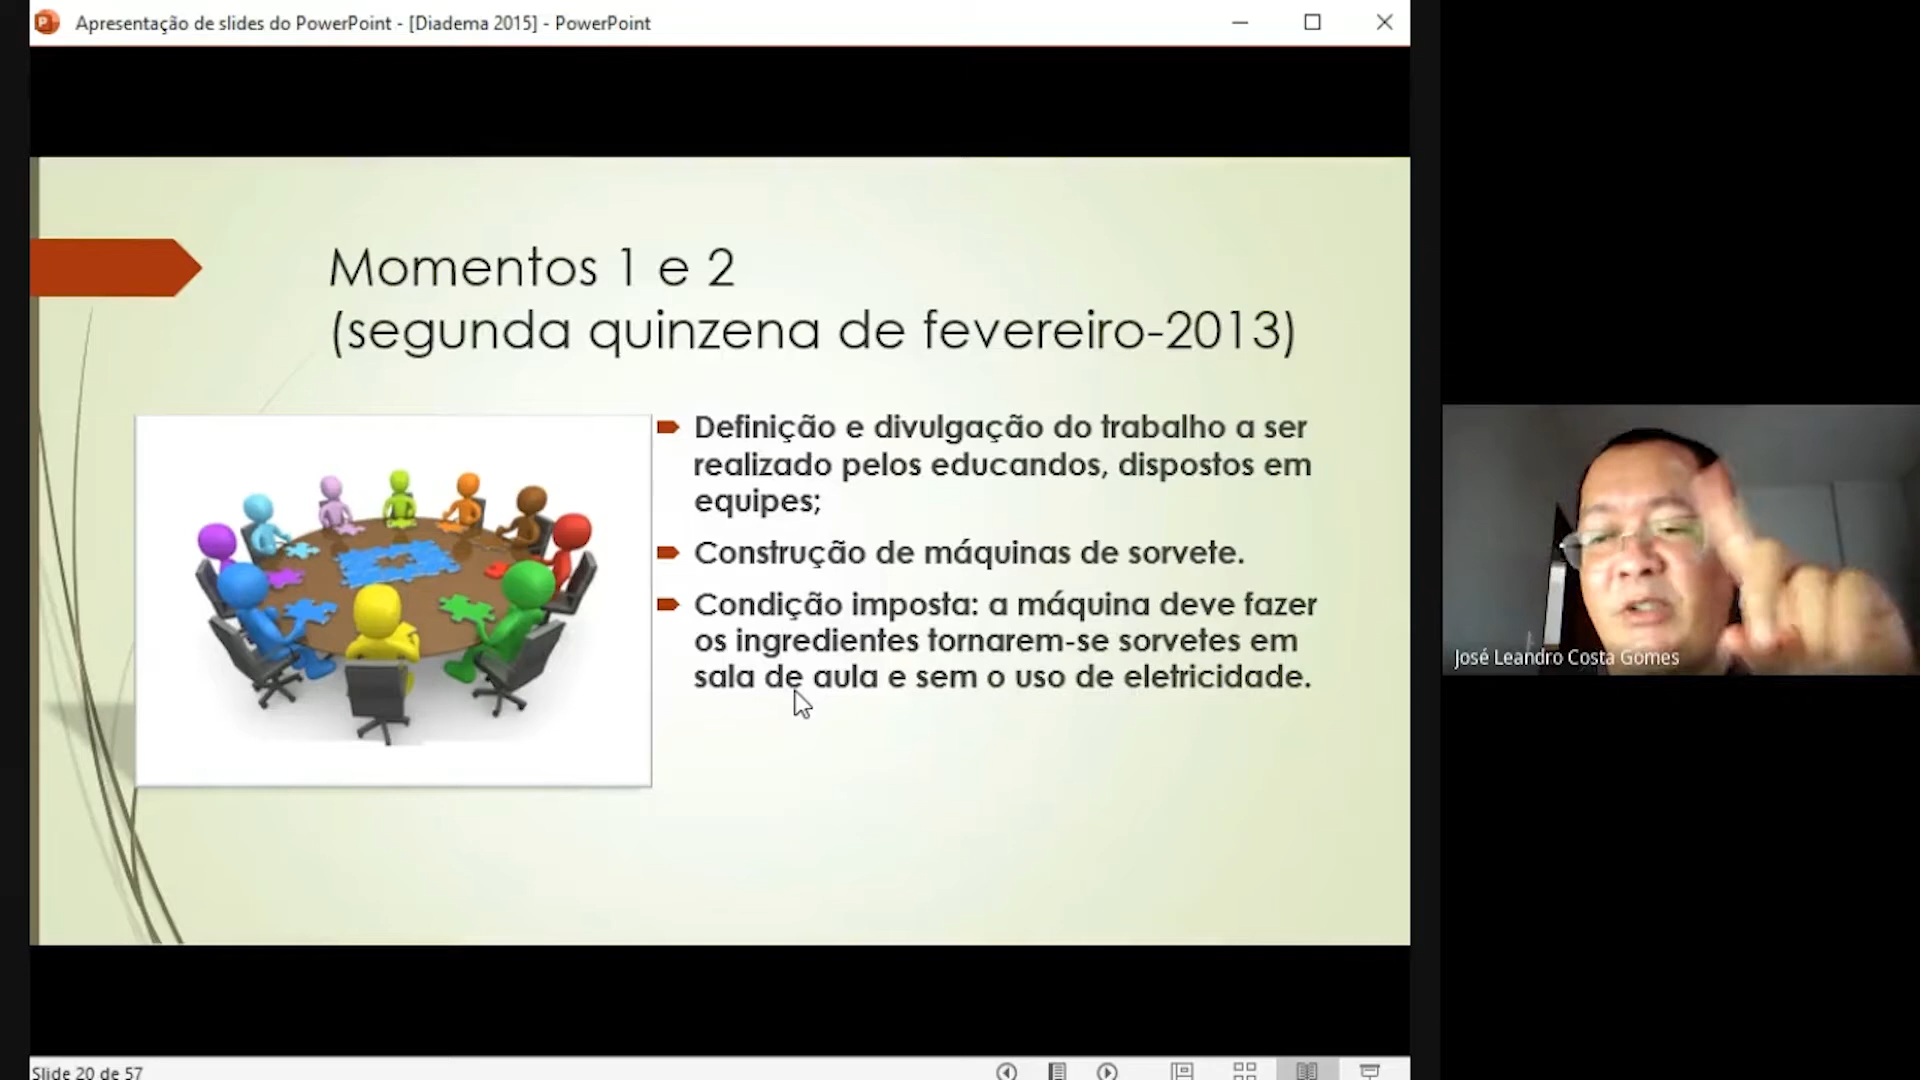 Apresentação de slides do PowerPoint - [Diadema 2015] - PowerPoint
Momentos 1 e 2
(segunda quinzena de fevereiro-2013)
Definição e divulgação do trabalho a ser
realizado pelos educandos, dispostos em
equipes;
Construção de máquinas de sorvete.
Condição imposta: a máquina deve fazer
os ingredientes tornarem-se sorvetes em
sala de aula e sem o uso de eletricidade.
José Leandro Costa Gomes
Slide 20 de 57